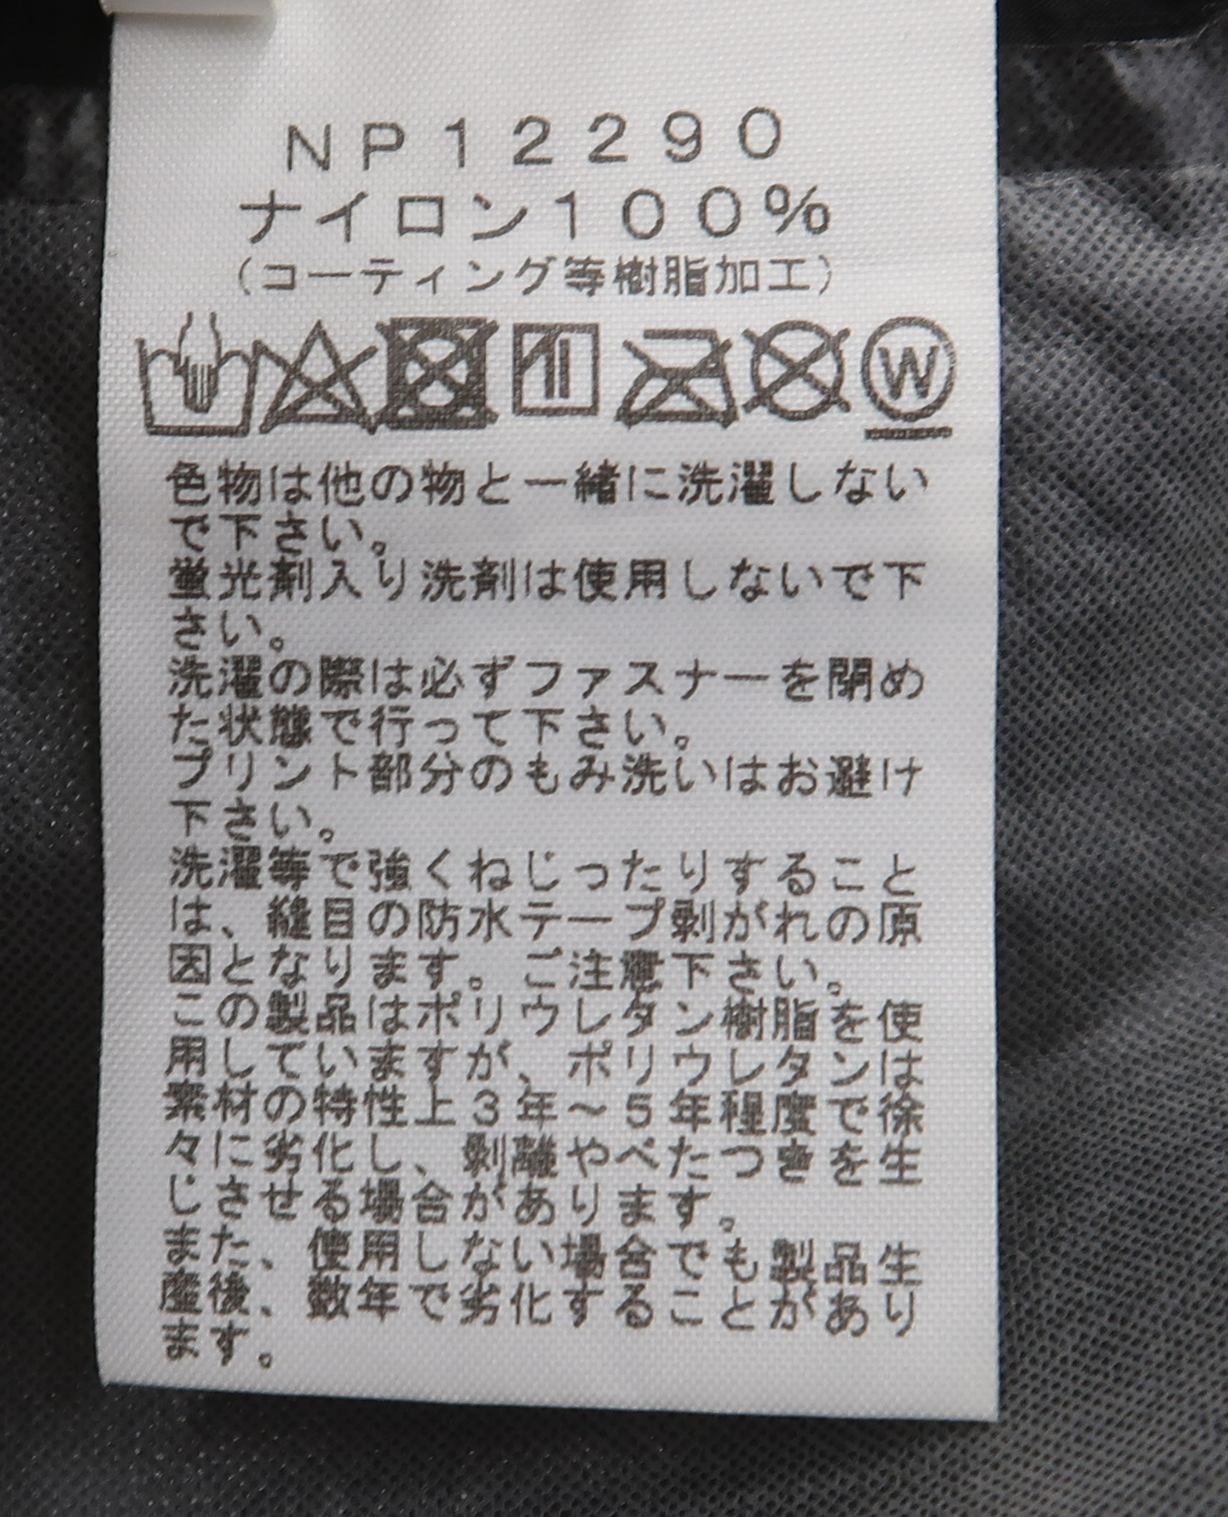 NP12290
ナイロン100%
(コーティング等樹脂加工)
W
色物は他の物と一緒に洗濯しない
で下さい。
蛍光剤入り洗剤は使用しないで下
さい。
洗濯の際は必ずファスナーを閉め
た状態で行って下さい。
プリント部分のもみ洗いはお避け
下さい。
洗濯等で強くねじったりすること
は、縫目の防水テープ剥がれの原
因となります。ご注意下さい。
この製品はポリウレタン樹脂を使
用していますが、ポリウレタンは
素材の特性上3年～5年程度で徐
々に劣化し、剥離やべたつきを生
じさせる場合があります。
また、使用しない場合でも製品生
産後、数年で劣化することがあり
ます。